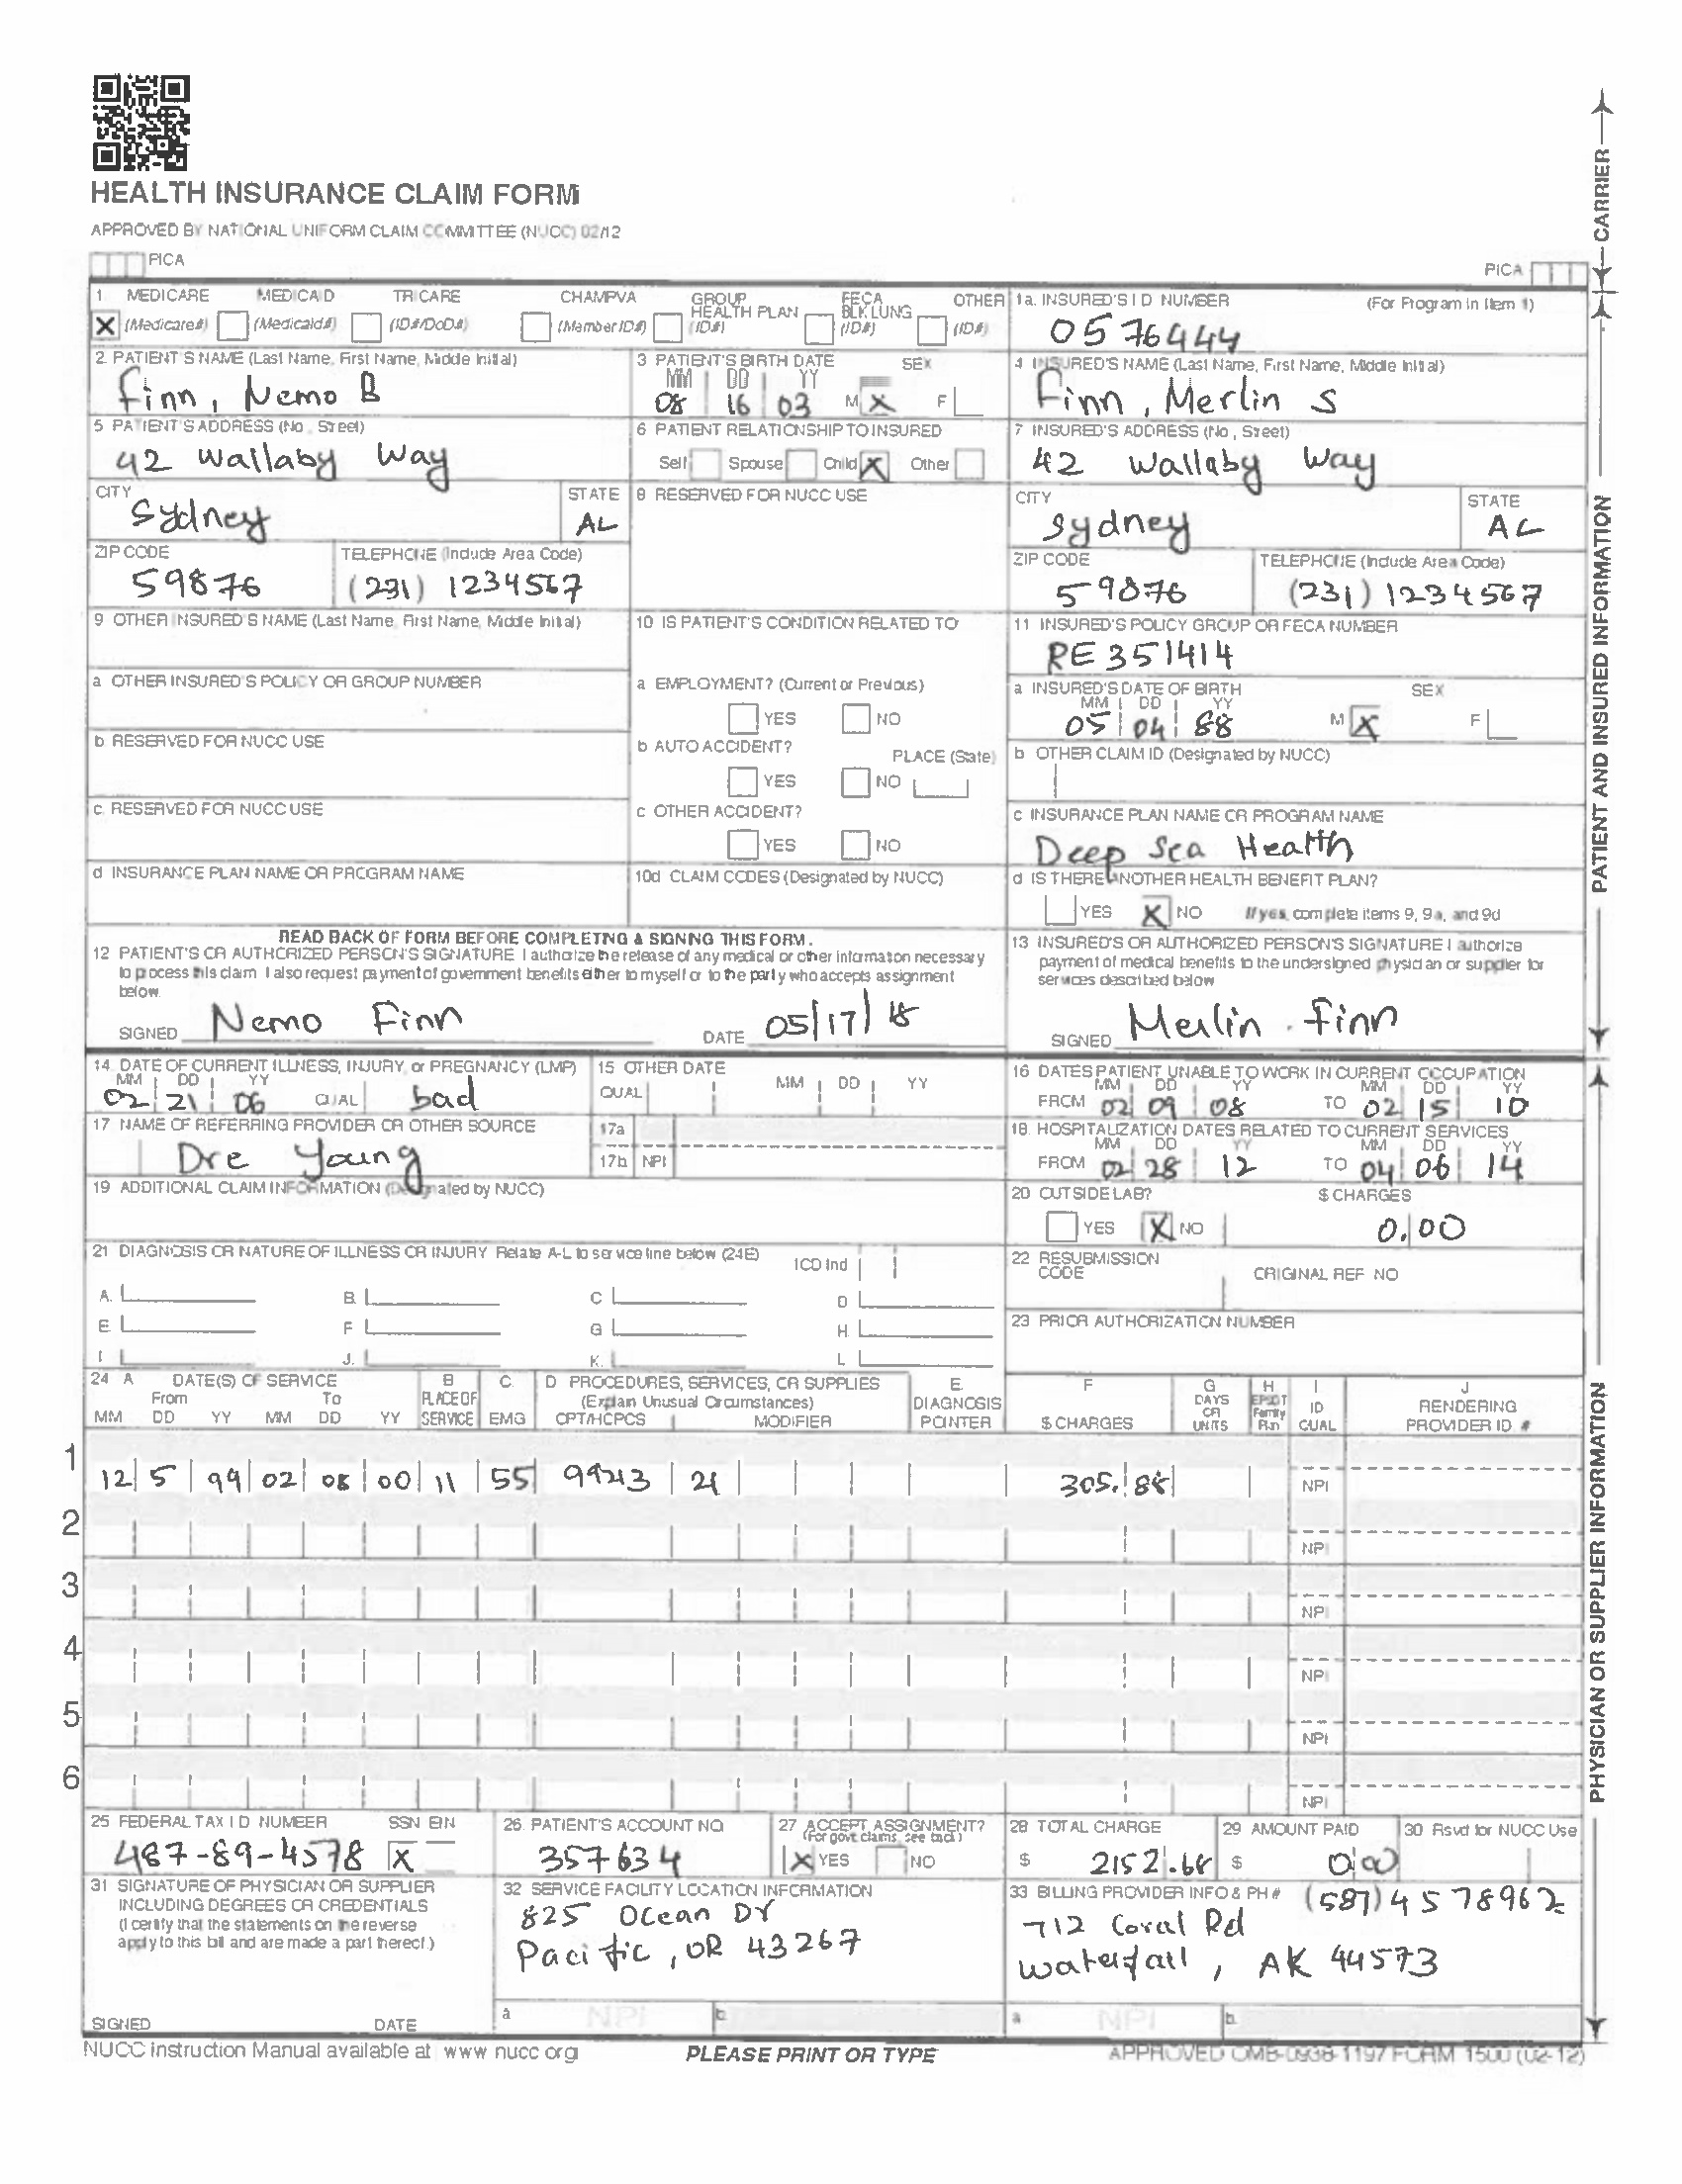 HEALTH INSURANCE CLAIM FORM
APPROVED BY NATIONAL UNIFORM CLAIM COMMITTEE (NUCC) 02/12
PICA
PICA
CARRIER
1 MEDICARE MEDICAID TRICARE CHAMPVA GROUP HEALTH PLAN FECA BLK LUNG OTHER
X (Medicare#) (Medicaid#) (ID#/DoD#) (Member ID#) (ID#) (ID#) (ID#)
1a. INSURED'S I D NUMBER (For Program in Item 1)
0576444
2. PATIENT'S NAME (Last Name, First Name, Middle Initial)
Finn, Nemo B
3 PATIENT'S BIRTH DATE SEX
MM DD YY
08 16 03 M X F
4 INSURED'S NAME (Last Name, First Name, Middle Initial)
Finn, Merlin S
5 PATIENT'S ADDRESS (No , Street)
42 Wallaby Way
6 PATIENT RELATIONSHIP TO INSURED
Self Spouse Child X Other
7 INSURED'S ADDRESS (No , Street)
42 Wallaby Way
CITY STATE
Sydney AL
8 RESERVED FOR NUCC USE
CITY STATE
Sydney AL
ZIP CODE TELEPHONE (Include Area Code)
59876 (231) 1234567
ZIP CODE TELEPHONE (Include Area Code)
59876 (231) 1234567
9 OTHER INSURED'S NAME (Last Name, First Name, Middle Initial)
10 IS PATIENT'S CONDITION RELATED TO
11 INSURED'S POLICY GROUP OR FECA NUMBER
RE 351414
a OTHER INSURED'S POLICY OR GROUP NUMBER
a EMPLOYMENT? (Current or Previous)
YES NO
a INSURED'S DATE OF BIRTH SEX
MM DD YY
05 04 88 M X F
b RESERVED FOR NUCC USE
b AUTO ACCIDENT? PLACE (State)
YES NO
b OTHER CLAIM ID (Designated by NUCC)
c. RESERVED FOR NUCC USE
c OTHER ACCIDENT?
YES NO
c INSURANCE PLAN NAME OR PROGRAM NAME
Deep Sea Health
d INSURANCE PLAN NAME OR PROGRAM NAME
10d CLAIM CODES (Designated by NUCC)
d IS THERE ANOTHER HEALTH BENEFIT PLAN?
YES X NO If yes, complete items 9, 9a, and 9d
PATIENT AND INSURED INFORMATION
READ BACK OF FORM BEFORE COMPLETING & SIGNING THIS FORM.
12 PATIENT'S OR AUTHORIZED PERSON'S SIGNATURE I authorize the release of any medical or other information necessary
to process this claim I also request payment of government benefits either to myself or to the party who accepts assignment
below
SIGNED Nemo Finn DATE 05/17/18
13 INSURED'S OR AUTHORIZED PERSON'S SIGNATURE I authorize
payment of medical benefits to the undersigned physician or supplier for
services described below
SIGNED Merlin . Finn
14. DATE OF CURRENT ILLNESS, INJURY, or PREGNANCY (LMP)
MM DD YY
02 21 06 QUAL bad
15 OTHER DATE
QUAL MM DD YY
16 DATES PATIENT UNABLE TO WORK IN CURRENT OCCUPATION
MM DD YY MM DD YY
FROM 02 09 08 TO 02 15 10
17 NAME OF REFERRING PROVIDER OR OTHER SOURCE
Dre Young
17a
17b NPI
18. HOSPITALIZATION DATES RELATED TO CURRENT SERVICES
MM DD YY MM DD YY
FROM 02 28 12 TO 04 06 14
19 ADDITIONAL CLAIM INFORMATION (Designated by NUCC)
20 OUTSIDE LAB? $ CHARGES
YES X NO 0.00
21 DIAGNOSIS OR NATURE OF ILLNESS OR INJURY Relate A-L to service line below (24E) ICD Ind
A. B. C D
E F G H.
I. J. K. L
22 RESUBMISSION CODE ORIGINAL REF NO
23 PRIOR AUTHORIZATION NUMBER
24 A DATE(S) OF SERVICE B C. D PROCEDURES, SERVICES, OR SUPPLIES E. F G H I J
From To PLACE OF (Explain Unusual Circumstances) DIAGNOSIS DAYS OR UNITS EPSDT Family Plan ID RENDERING
MM DD YY MM DD YY SERVICE EMG CPT/HCPCS MODIFIER POINTER $ CHARGES QUAL PROVIDER ID #
1 12 5 99 02 08 00 11 55 99213 21 305. 88 NPI
2 NPI
3 NPI
4 NPI
5 NPI
6 NPI
PHYSICIAN OR SUPPLIER INFORMATION
25 FEDERAL TAX I D NUMBER SSN EIN
487-89-4578 X
26. PATIENT'S ACCOUNT NO.
357634
27 ACCEPT ASSIGNMENT?
(For govt. claims, see back)
X YES NO
28 TOTAL CHARGE
$ 2152.68
29 AMOUNT PAID
$ 0 00
30 Rsvd for NUCC Use
31 SIGNATURE OF PHYSICIAN OR SUPPLIER
INCLUDING DEGREES OR CREDENTIALS
(I certify that the statements on the reverse
apply to this bill and are made a part thereof.)
SIGNED DATE
32 SERVICE FACILITY LOCATION INFORMATION
825 Ocean Dr
Pacific, OR 43267
a NPI b
33 BILLING PROVIDER INFO & PH # (587) 4578962
712 Coral Rd
Waterfall, AK 44573
a NPI b.
NUCC Instruction Manual available at www nucc org
PLEASE PRINT OR TYPE
APPROVED OMB-0938-1197 FORM 1500 (02-12)